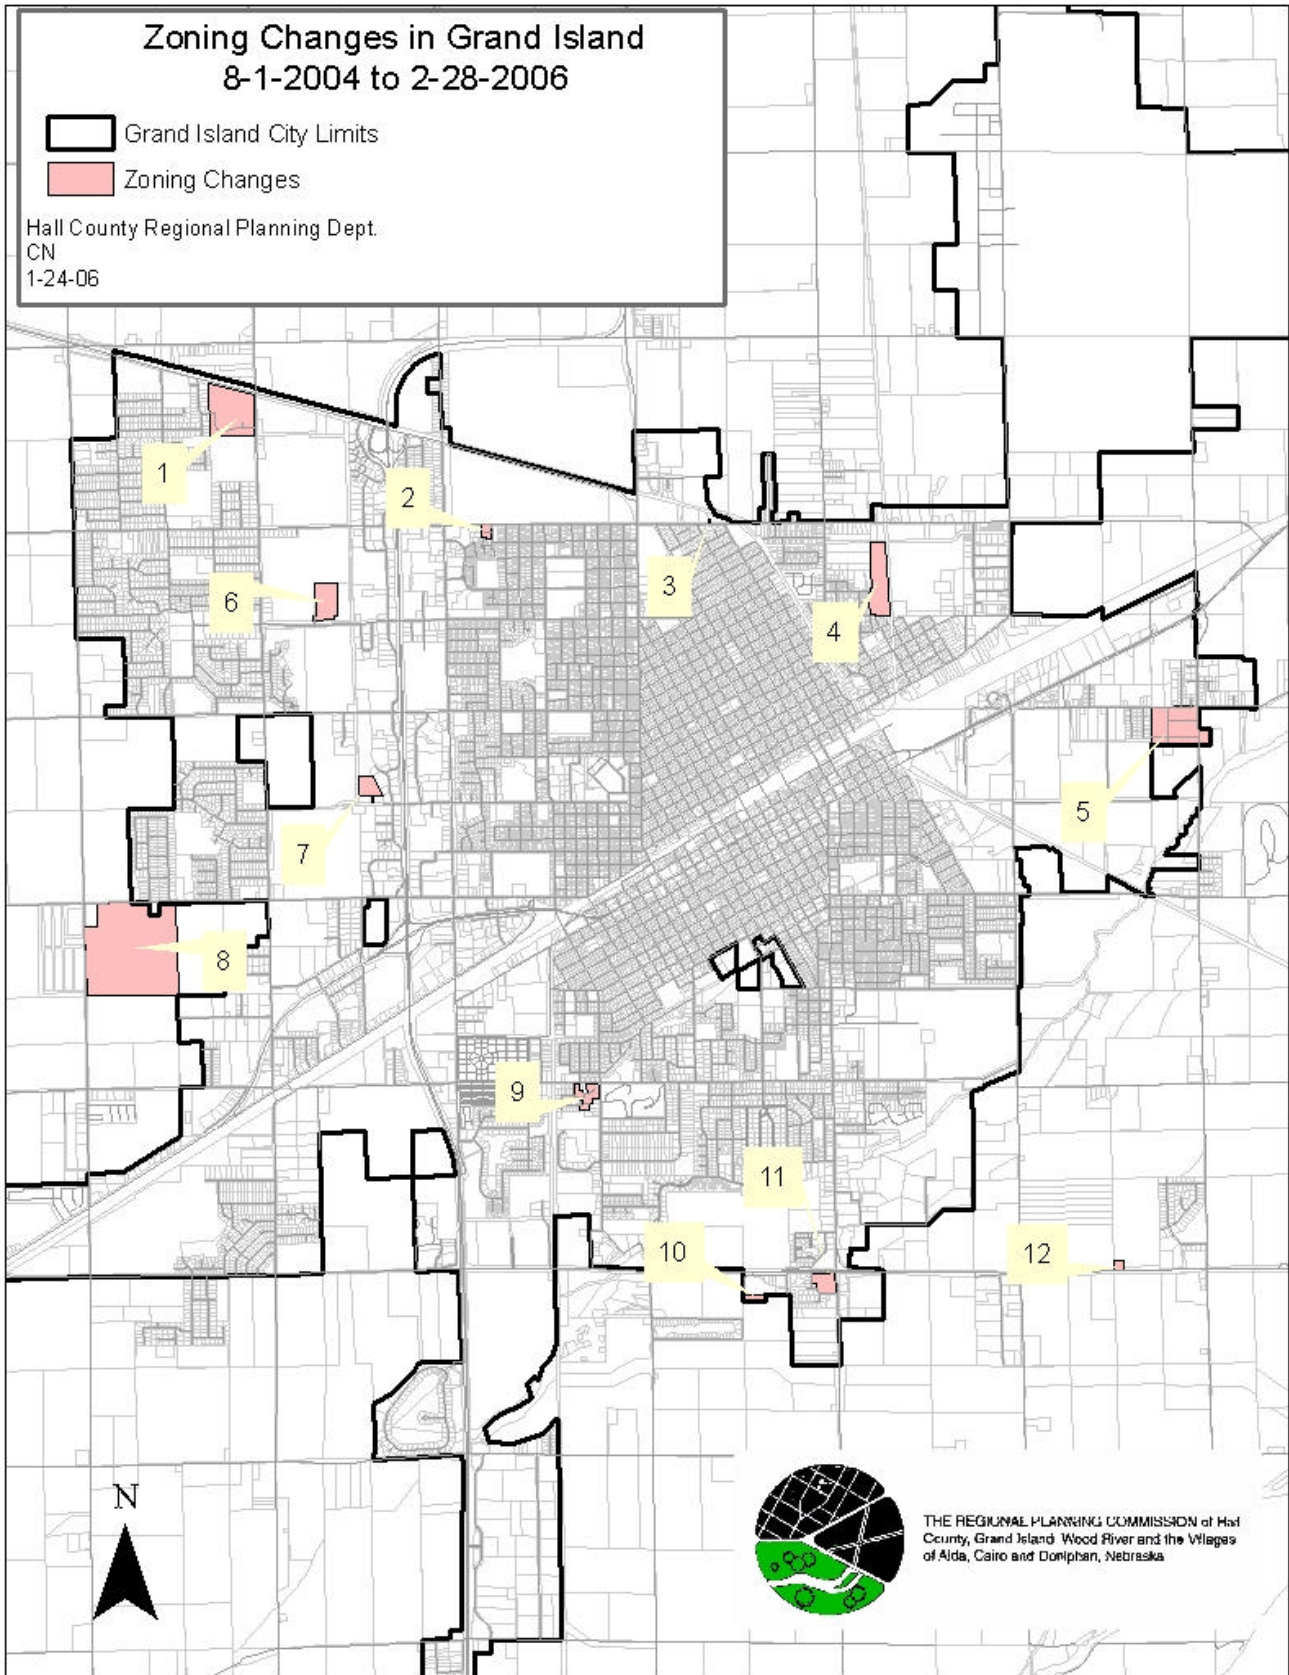 Zoning Changes in Grand Island
8-1-2004 to 2-28-2006
Grand Island City Limits
Zoning Changes
Hall County Regional Planning Dept.
CN
1-24-06
1
2
3
4
5
6
7
8
9
10
11
12
N
THE REGIONAL PLANNING COMMISSION of Hall
County, Grand Island, Wood River and the Villages
of Alda, Cairo and Doniphan, Nebraska